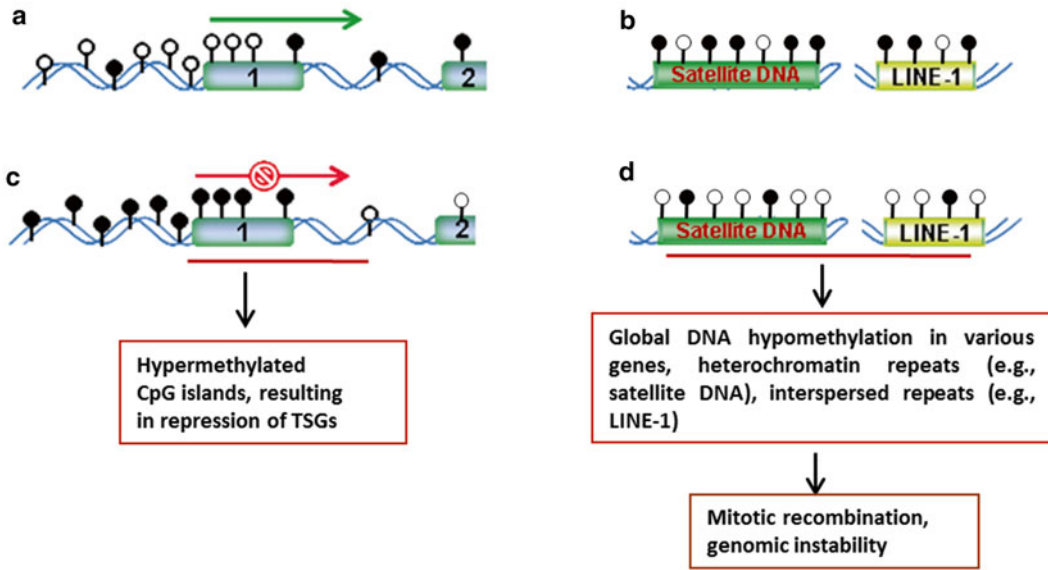 a
1
2
b
Satellite DNA
LINE-1
c
1
2
Hypermethylated
CpG islands, resulting
in repression of TSGs
d
Satellite DNA
LINE-1
Global DNA hypomethylation in various
genes, heterochromatin repeats (e.g.,
satellite DNA), interspersed repeats (e.g.,
LINE-1)
Mitotic recombination,
genomic instability